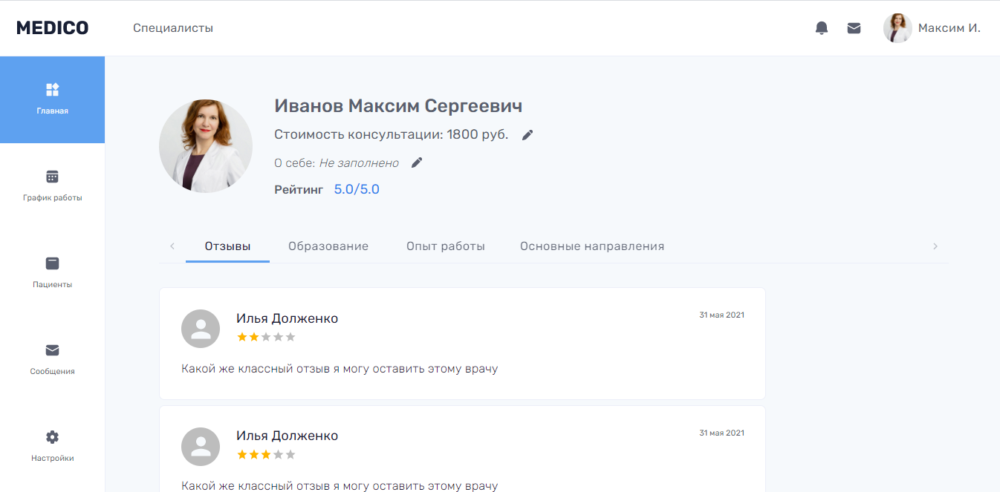 MEDICO
Специалисты
Максим И.
Главная
График работы
Пациенты
Сообщения
Настройки
Иванов Максим Сергеевич
Стоимость консультации: 1800 руб.
О себе: Не заполнено
Рейтинг 5.0/5.0
Отзывы
Образование
Опыт работы
Основные направления
Илья Долженко
31 мая 2021
Какой же классный отзыв я могу оставить этому врачу
Илья Долженко
31 мая 2021
Какой же классный отзыв я могу оставить этому врачу